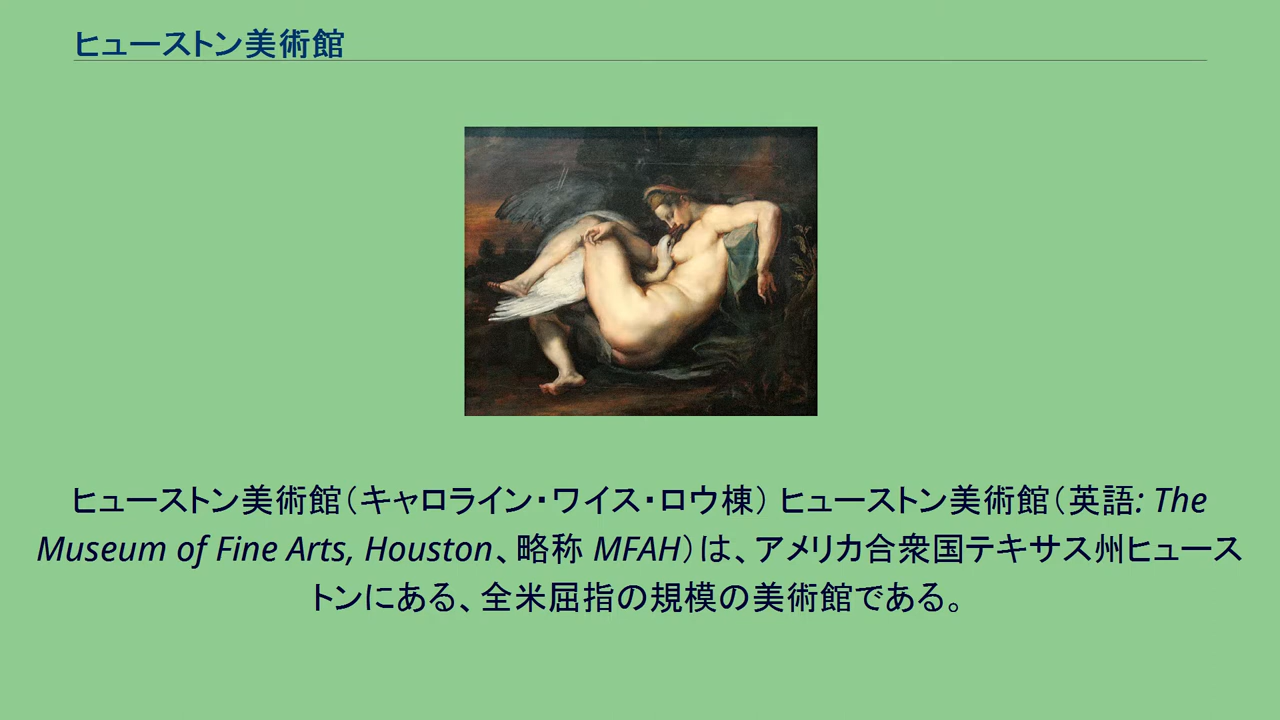 ヒューストン美術館
ヒューストン美術館（キャロライン・ワイス・ロウ棟） ヒューストン美術館（英語: The
Museum of Fine Arts, Houston、略称 MFAH）は、アメリカ合衆国テキサス州ヒュース
トンにある、全米屈指の規模の美術館である。